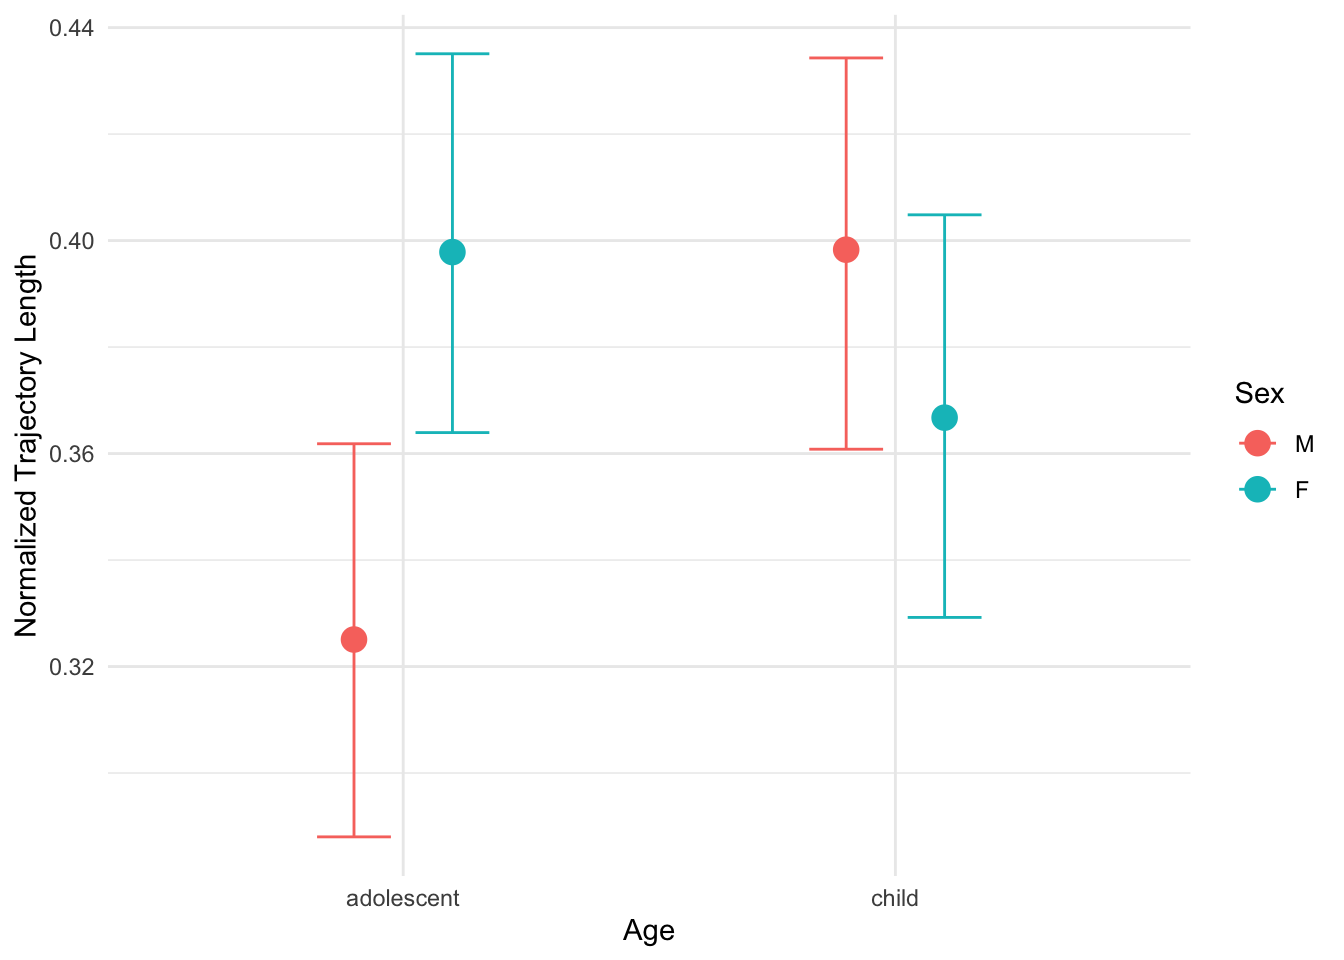 0.44
0.40
0.36
0.32
Normalized Trajectory Length
adolescent
child
Age
Sex
M
F